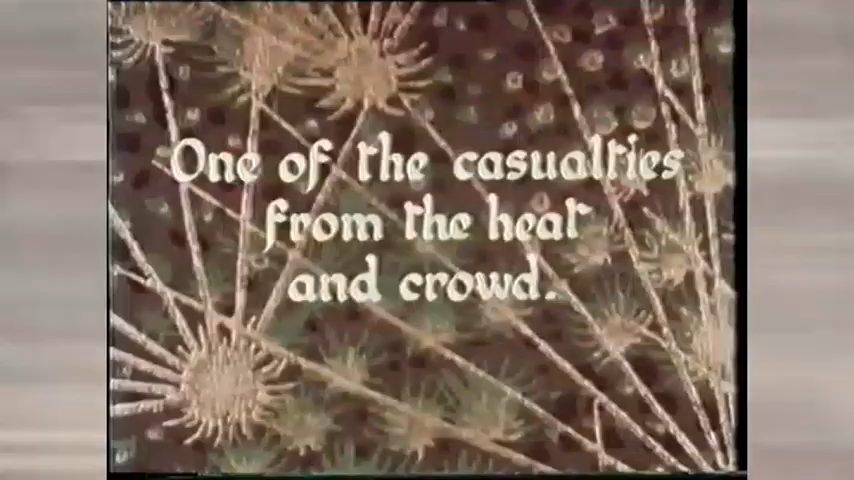 One of the casualties
from the heat
and crowd.